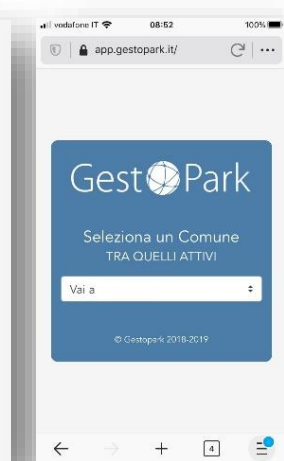 vodafone IT 08:52 100%
app.gestopark.it/
GestoPark
Seleziona un Comune
TRA QUELLI ATTIVI
Vai a
© Gestopark 2018-2019
4